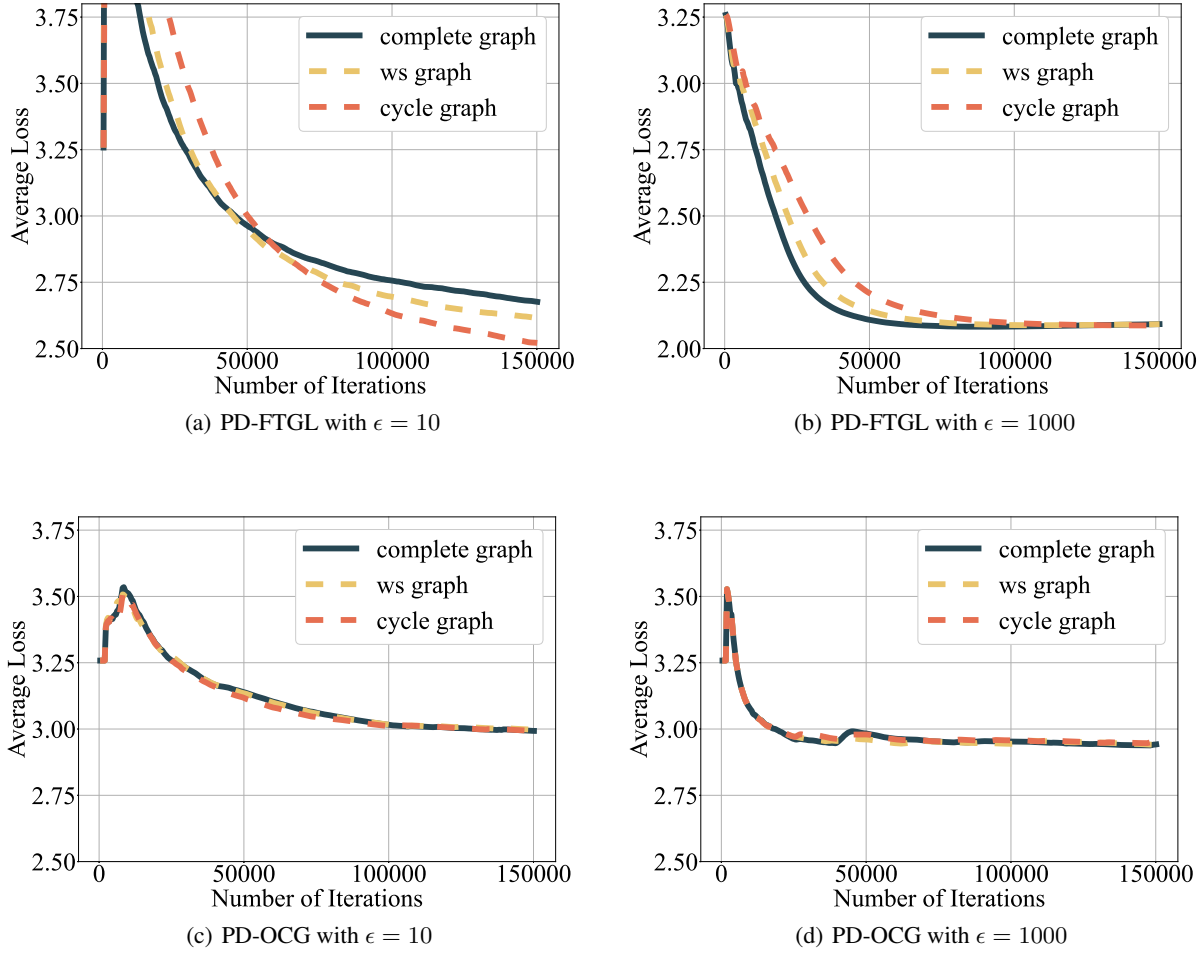 3.75
3.50
3.25
3.00
2.75
2.50
Average Loss
complete graph
ws graph
cycle graph
0
50000
100000
150000
Number of Iterations
(a) PD-FTGL with ϵ = 10
3.25
3.00
2.75
2.50
2.25
2.00
Average Loss
complete graph
ws graph
cycle graph
0
50000
100000
150000
Number of Iterations
(b) PD-FTGL with ϵ = 1000
3.75
3.50
3.25
3.00
2.75
2.50
Average Loss
complete graph
ws graph
cycle graph
0
50000
100000
150000
Number of Iterations
(c) PD-OCG with ϵ = 10
3.75
3.50
3.25
3.00
2.75
2.50
Average Loss
complete graph
ws graph
cycle graph
0
50000
100000
150000
Number of Iterations
(d) PD-OCG with ϵ = 1000